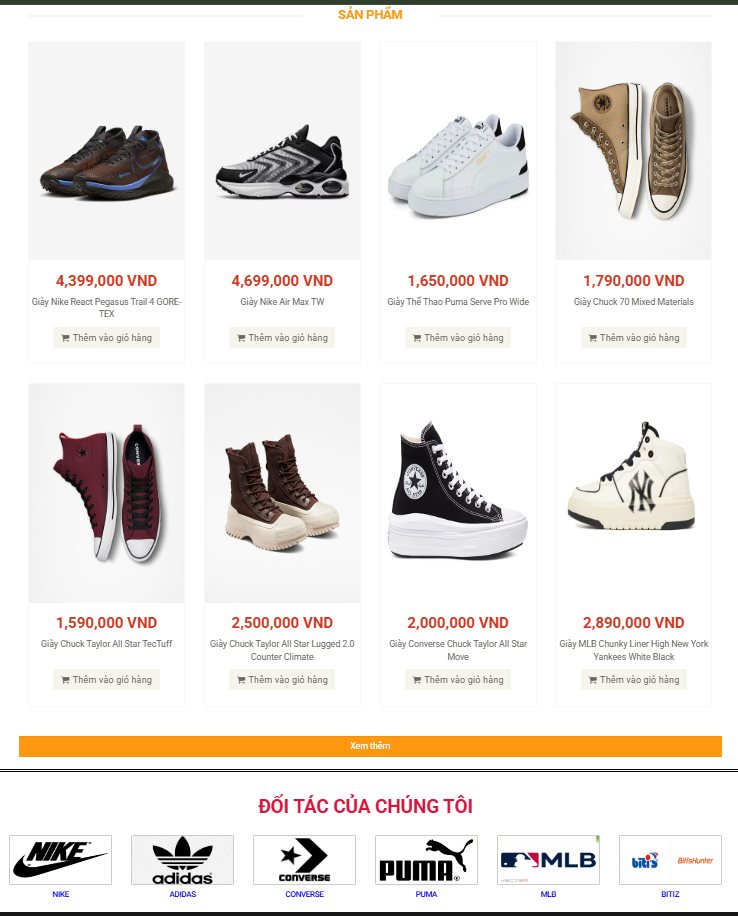 SẢN PHẨM
4,399,000 VND
Giày Nike React Pegasus Trail 4 GORE-
TEX
Thêm vào giỏ hàng
4,699,000 VND
Giày Nike Air Max TW
Thêm vào giỏ hàng
1,650,000 VND
Giày Thể Thao Puma Serve Pro Wide
Thêm vào giỏ hàng
1,790,000 VND
Giày Chuck 70 Mixed Materials
Thêm vào giỏ hàng
1,590,000 VND
Giày Chuck Taylor All Star TecTuff
Thêm vào giỏ hàng
2,500,000 VND
Giày Chuck Taylor All Star Lugged 2.0
Counter Climate
Thêm vào giỏ hàng
2,000,000 VND
Giày Converse Chuck Taylor All Star
Move
Thêm vào giỏ hàng
2,890,000 VND
Giày MLB Chunky Liner High New York
Yankees White Black
Thêm vào giỏ hàng
Xem thêm
ĐỐI TÁC CỦA CHÚNG TÔI
NIKE
adidas
CONVERSE
PUMA
MLB
bitis
BitisHunter
NIKE
ADIDAS
CONVERSE
PUMA
MLB
BITIZ